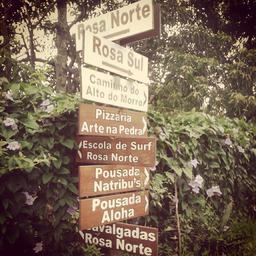 Rosa Norte
Rosa Sul
Caminho do
Alto do Morro
Pizzaria
Arte na Pedra
Escola de Surf
Rosa Norte
Pousada
Natribu's
Pousada
Aloha
avalgadas
Rosa Norte